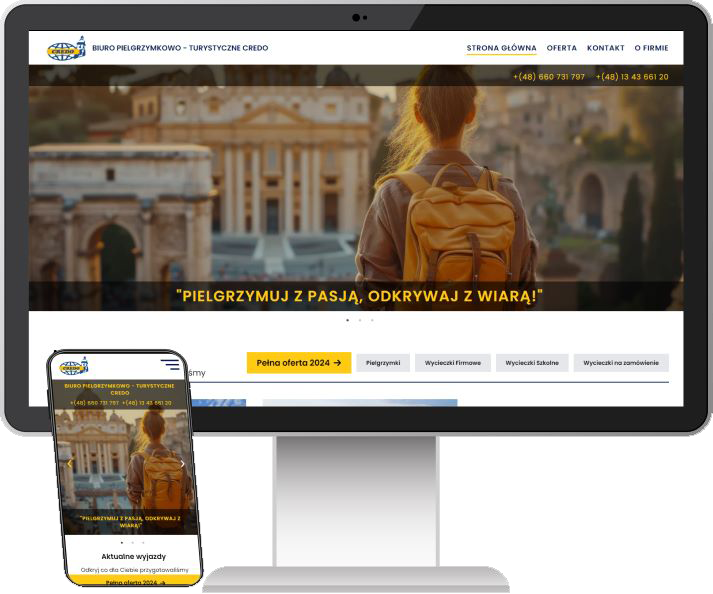 CREDO
BIURO PIELGRZYMKOWO - TURYSTYCZNE CREDO
STRONA GŁÓWNA OFERTA KONTAKT O FIRMIE
+(48) 660 731 797 +(48) 13 43 661 20
"PIELGRZYMUJ Z PASJĄ, ODKRYWAJ Z WIARĄ!"
Pełna oferta 2024 → Pielgrzymki Wycieczki Firmowe Wycieczki Szkolne Wycieczki na zamówienie
CREDO
BIURO PIELGRZYMKOWO - TURYSTYCZNE
CREDO
+(48) 660 731 797 +(48) 13 43 661 20
"PIELGRZYMUJ Z PASJĄ, ODKRYWAJ Z
WIARĄ!"
Aktualne wyjazdy
Odkryj co dla Ciebie przygotowaliśmy
Pełna oferta 2024 →